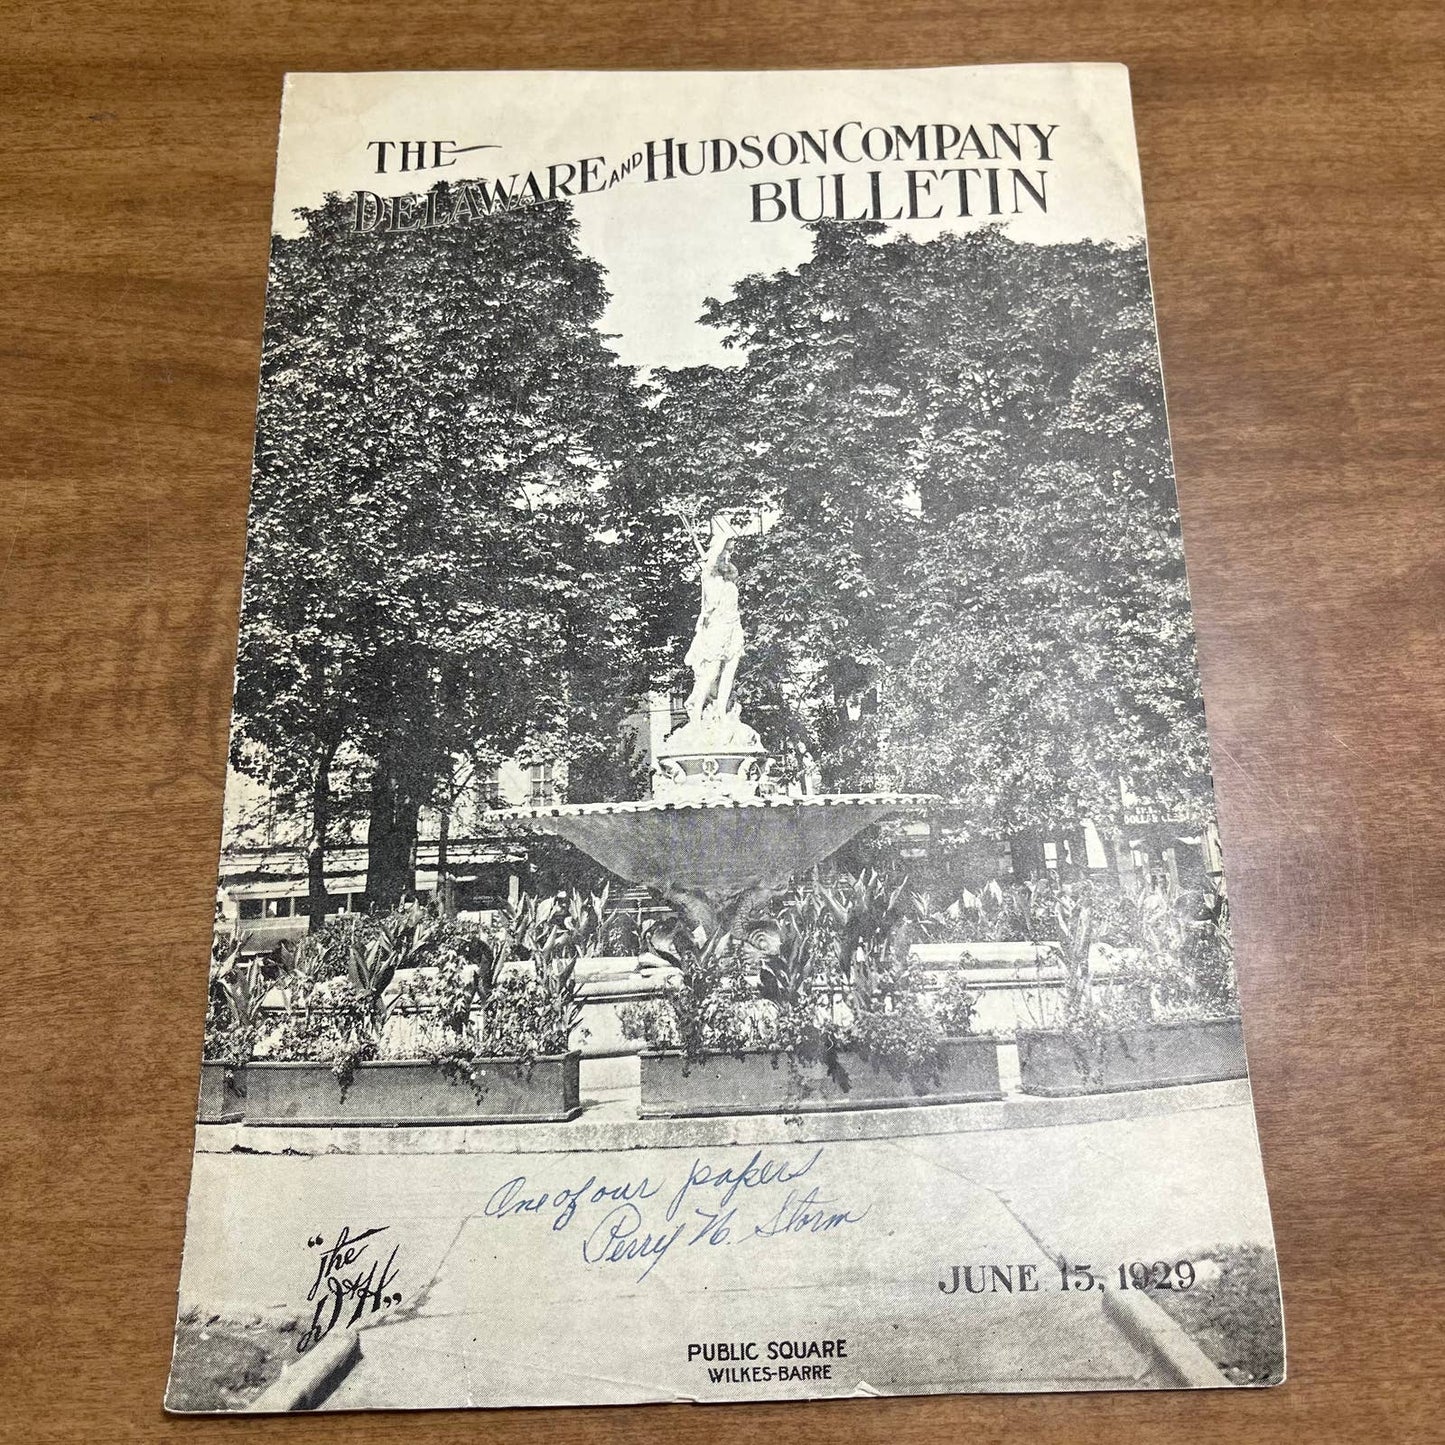 THE
DELAWARE AND HUDSON COMPANY
BULLETIN
One of our papers
Perry N. Storm
"The
D&H"
JUNE 15, 1929
PUBLIC SQUARE
WILKES-BARRE